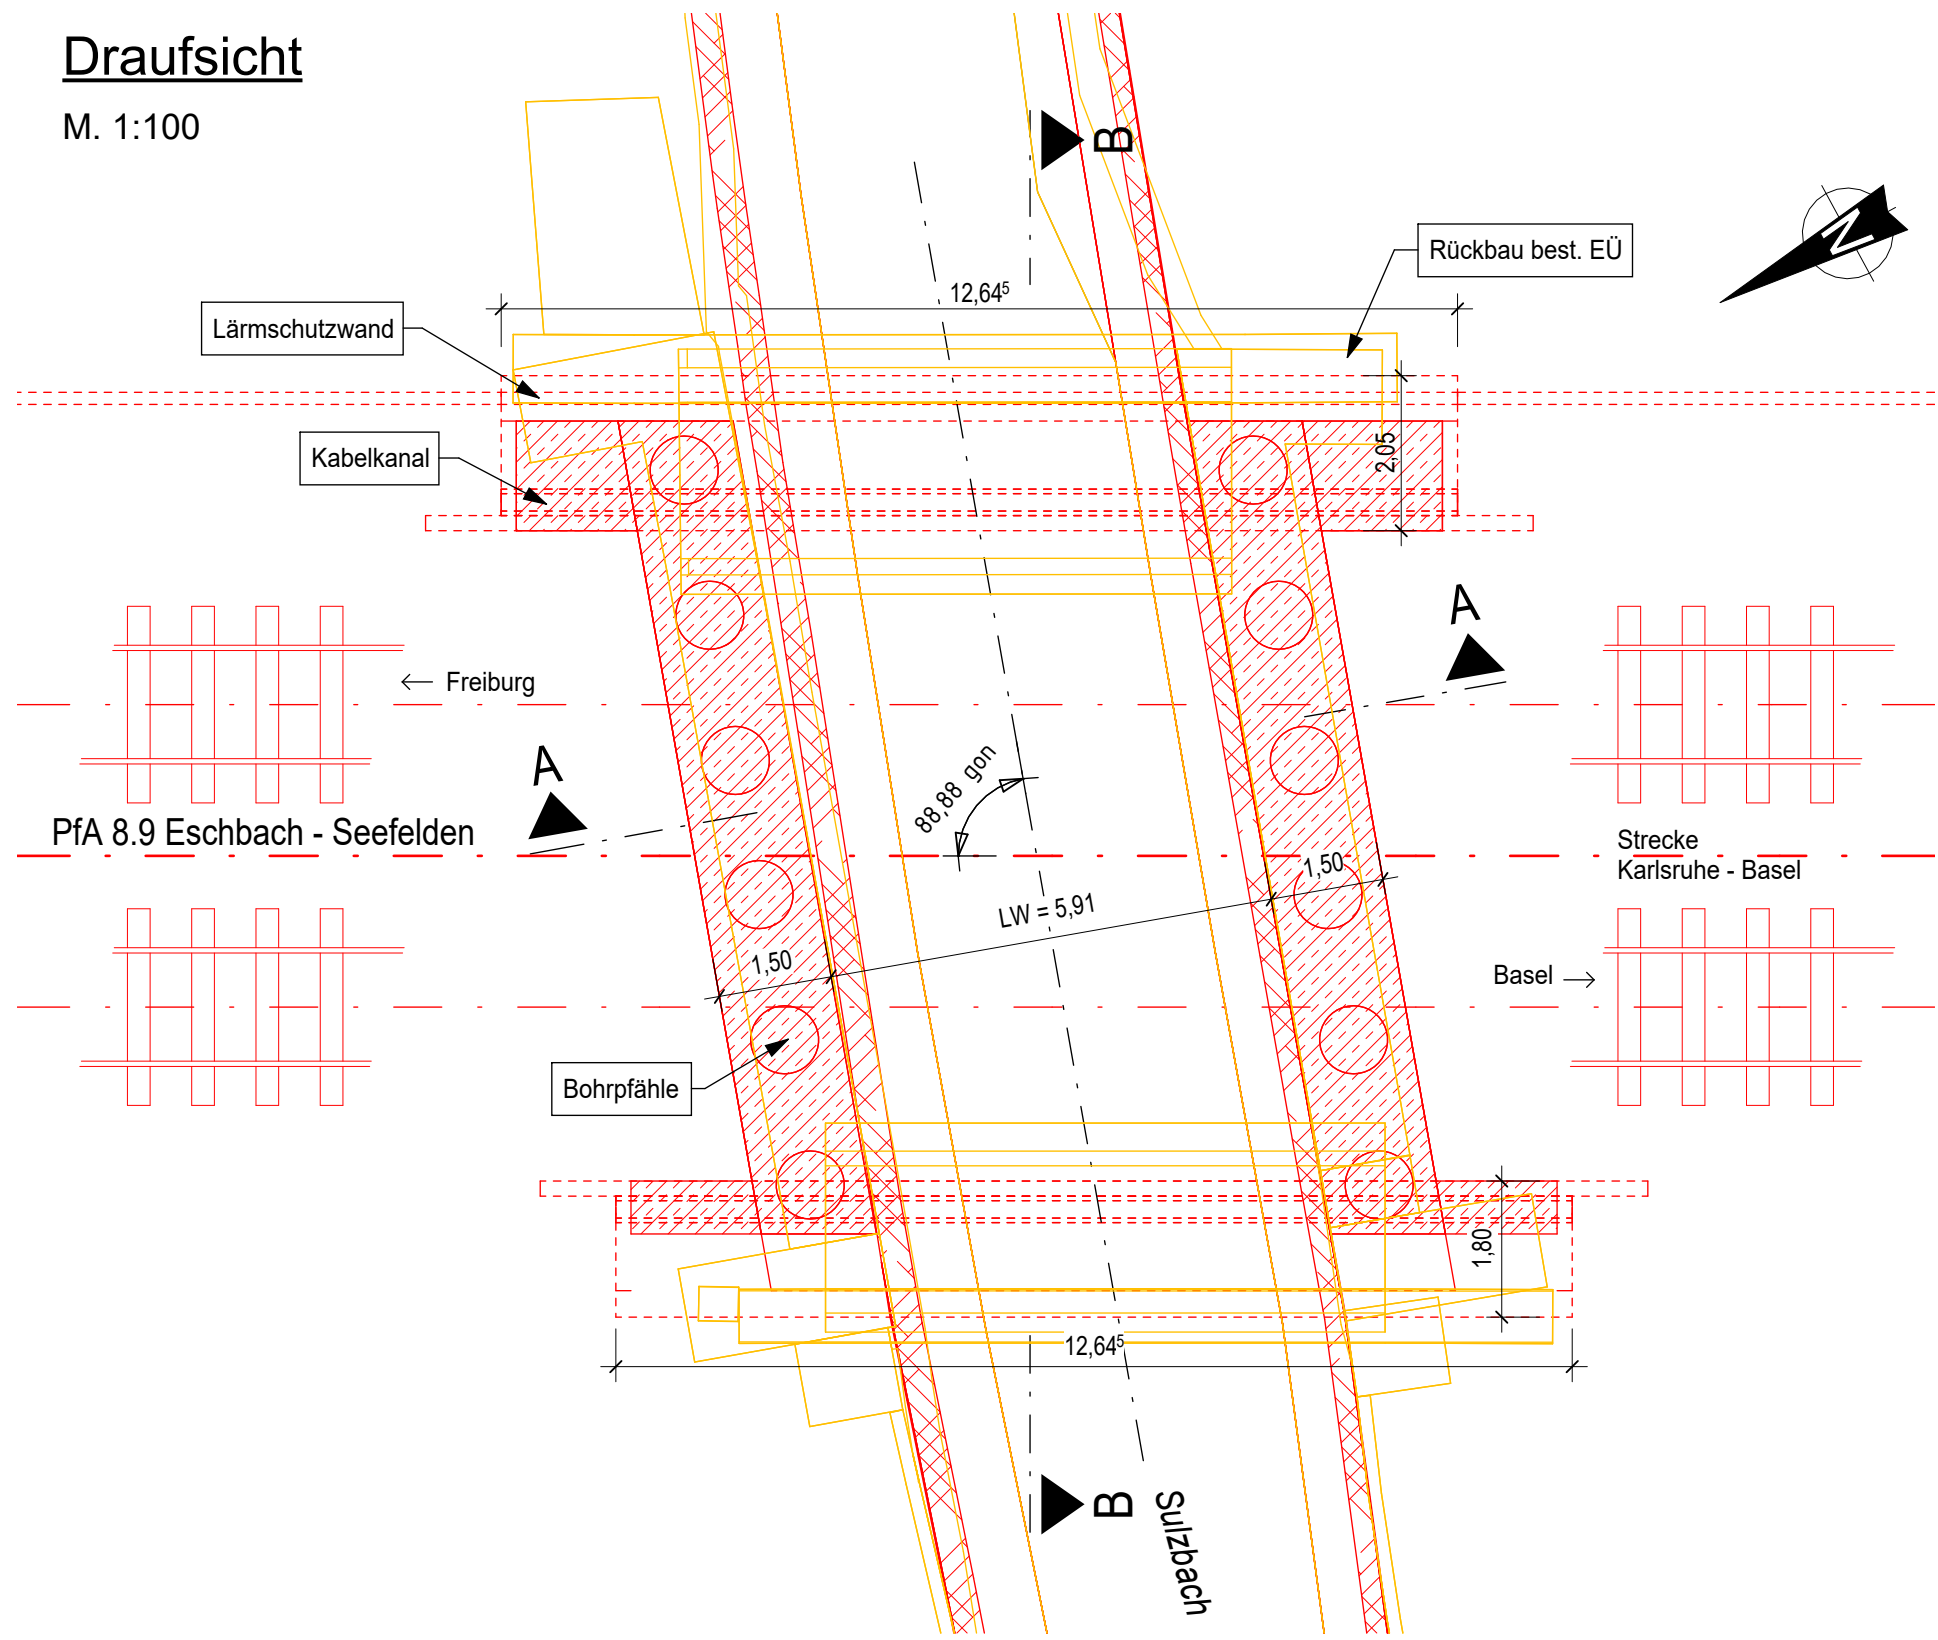 Draufsicht
M. 1:100
B
N
Rückbau best. EÜ
12,64⁵
Lärmschutzwand
Kabelkanal
2,05
A
Freiburg
A
88,88 gon
PfA 8.9 Eschbach - Seefelden
Strecke
Karlsruhe - Basel
1,50
LW = 5,91
1,50
Basel
Bohrpfähle
1,80
12,64⁵
B
Sulzbach